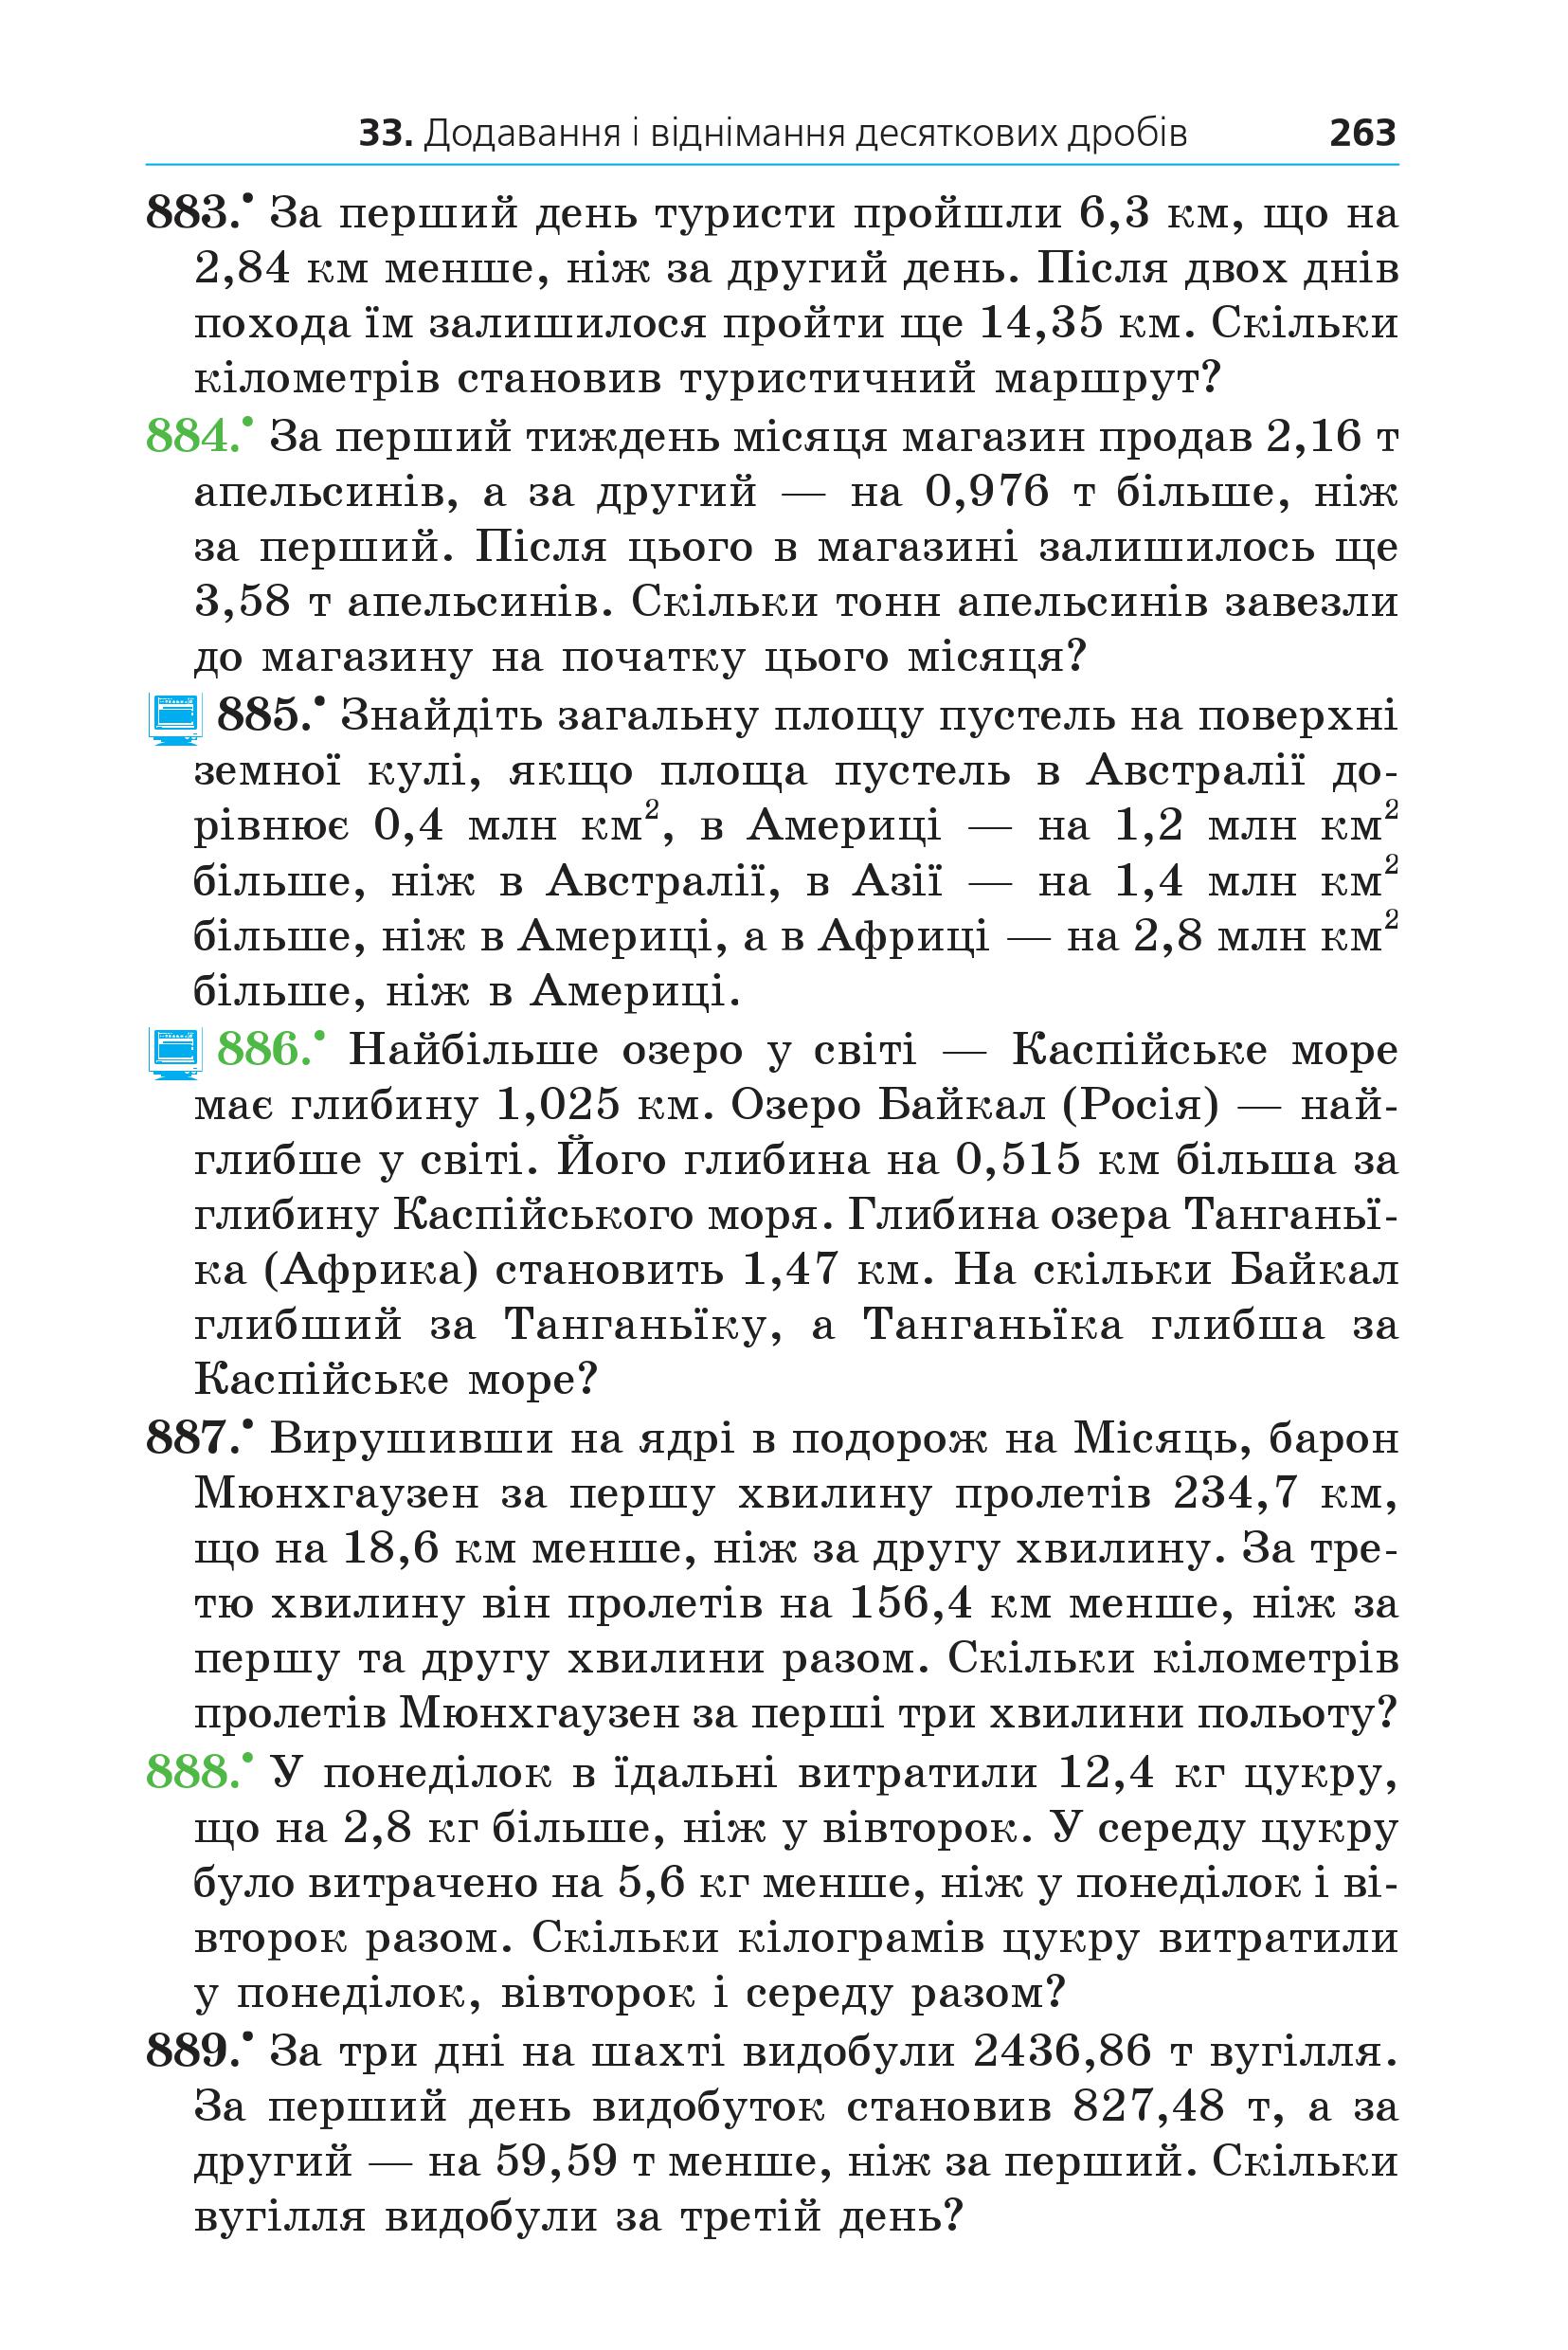 33. Додавання і віднімання десяткових дробів 263
883.• За перший день туристи пройшли 6,3 км, що на
2,84 км менше, ніж за другий день. Після двох днів
похода їм залишилося пройти ще 14,35 км. Скільки
кілометрів становив туристичний маршрут?
884.• За перший тиждень місяця магазин продав 2,16 т
апельсинів, а за другий — на 0,976 т більше, ніж
за перший. Після цього в магазині залишилось ще
3,58 т апельсинів. Скільки тонн апельсинів завезли
до магазину на початку цього місяця?
885.• Знайдіть загальну площу пустель на поверхні
земної кулі, якщо площа пустель в Австралії до-
рівнює 0,4 млн км², в Америці — на 1,2 млн км²
більше, ніж в Австралії, в Азії — на 1,4 млн км²
більше, ніж в Америці, а в Африці — на 2,8 млн км²
більше, ніж в Америці.
886.• Найбільше озеро у світі — Каспійське море
має глибину 1,025 км. Озеро Байкал (Росія) — най-
глибше у світі. Його глибина на 0,515 км більша за
глибину Каспійського моря. Глибина озера Танганьї-
ка (Африка) становить 1,47 км. На скільки Байкал
глибший за Танганьїку, а Танганьїка глибша за
Каспійське море?
887.• Вирушивши на ядрі в подорож на Місяць, барон
Мюнхгаузен за першу хвилину пролетів 234,7 км,
що на 18,6 км менше, ніж за другу хвилину. За тре-
тю хвилину він пролетів на 156,4 км менше, ніж за
першу та другу хвилини разом. Скільки кілометрів
пролетів Мюнхгаузен за перші три хвилини польоту?
888.• У понеділок в їдальні витратили 12,4 кг цукру,
що на 2,8 кг більше, ніж у вівторок. У середу цукру
було витрачено на 5,6 кг менше, ніж у понеділок і ві-
второк разом. Скільки кілограмів цукру витратили
у понеділок, вівторок і середу разом?
889.• За три дні на шахті видобули 2436,86 т вугілля.
За перший день видобуток становив 827,48 т, а за
другий — на 59,59 т менше, ніж за перший. Скільки
вугілля видобули за третій день?